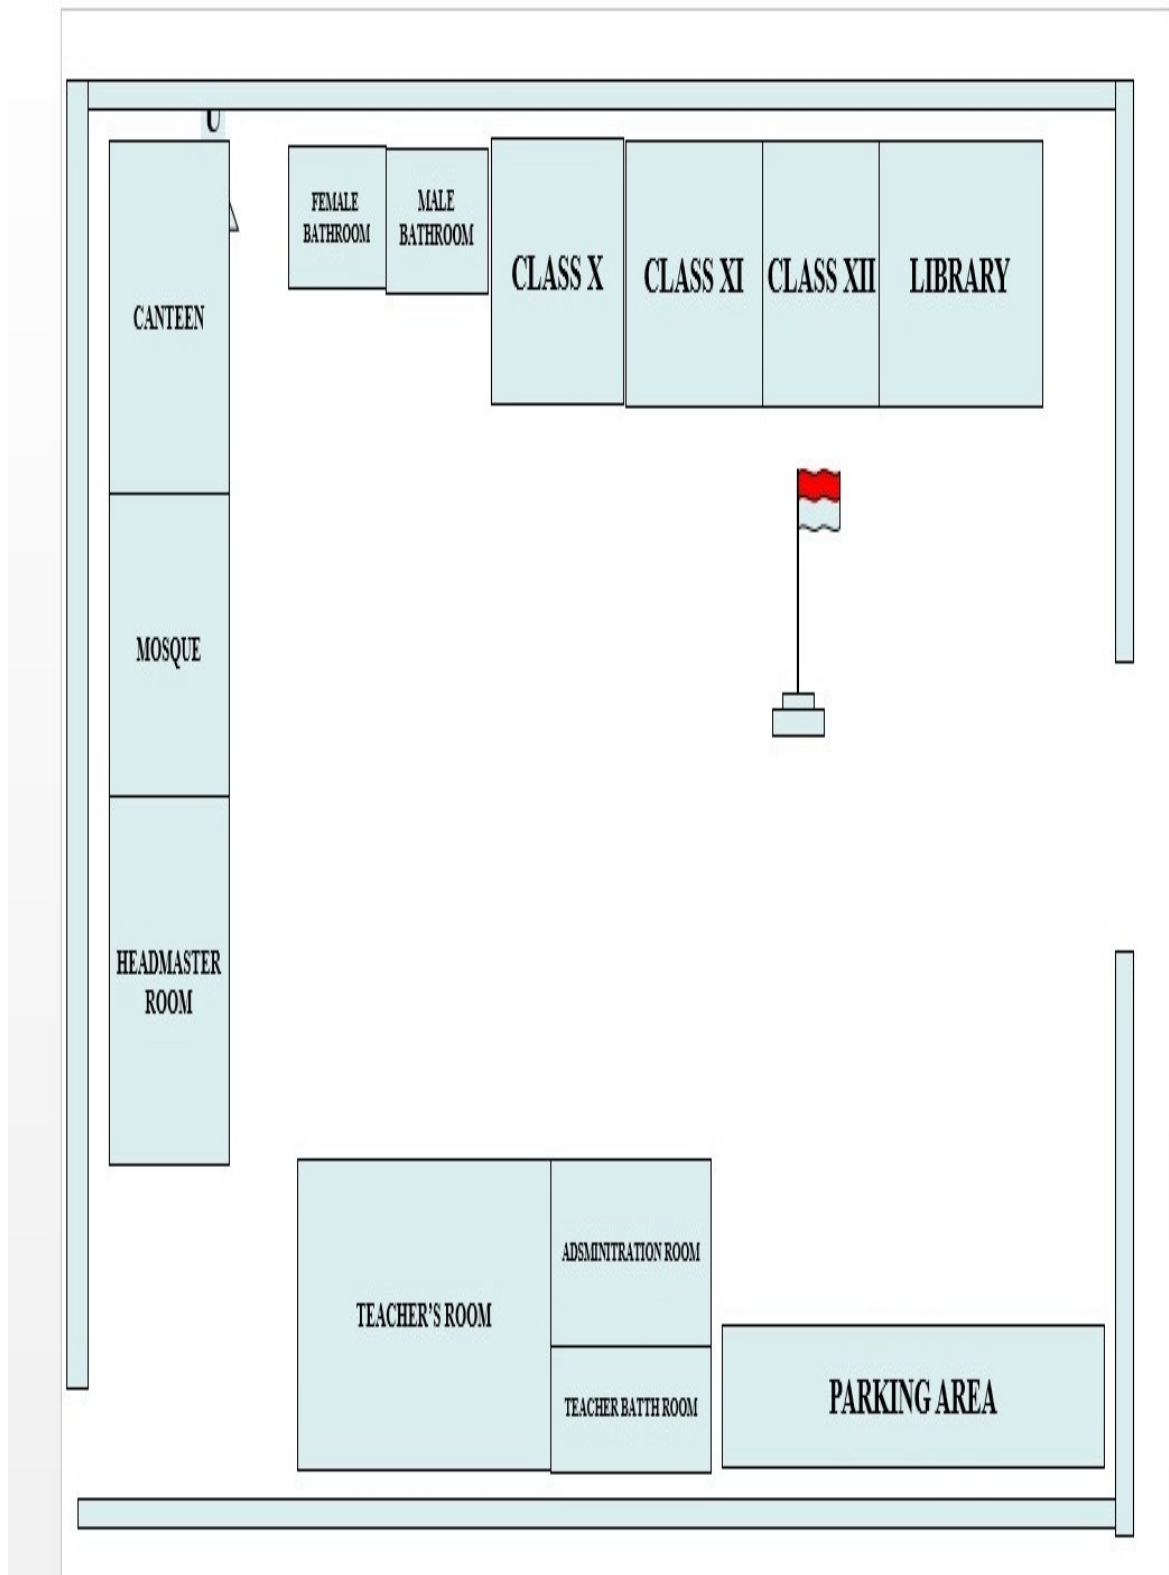 U
FEMALE
BATHROOM
MALE
BATHROOM
CLASS X
CLASS XI
CLASS XII
LIBRARY
CANTEEN
MOSQUE
HEADMASTER
ROOM
TEACHER'S ROOM
ADSMINITRATION ROOM
TEACHER BATTH ROOM
PARKING AREA